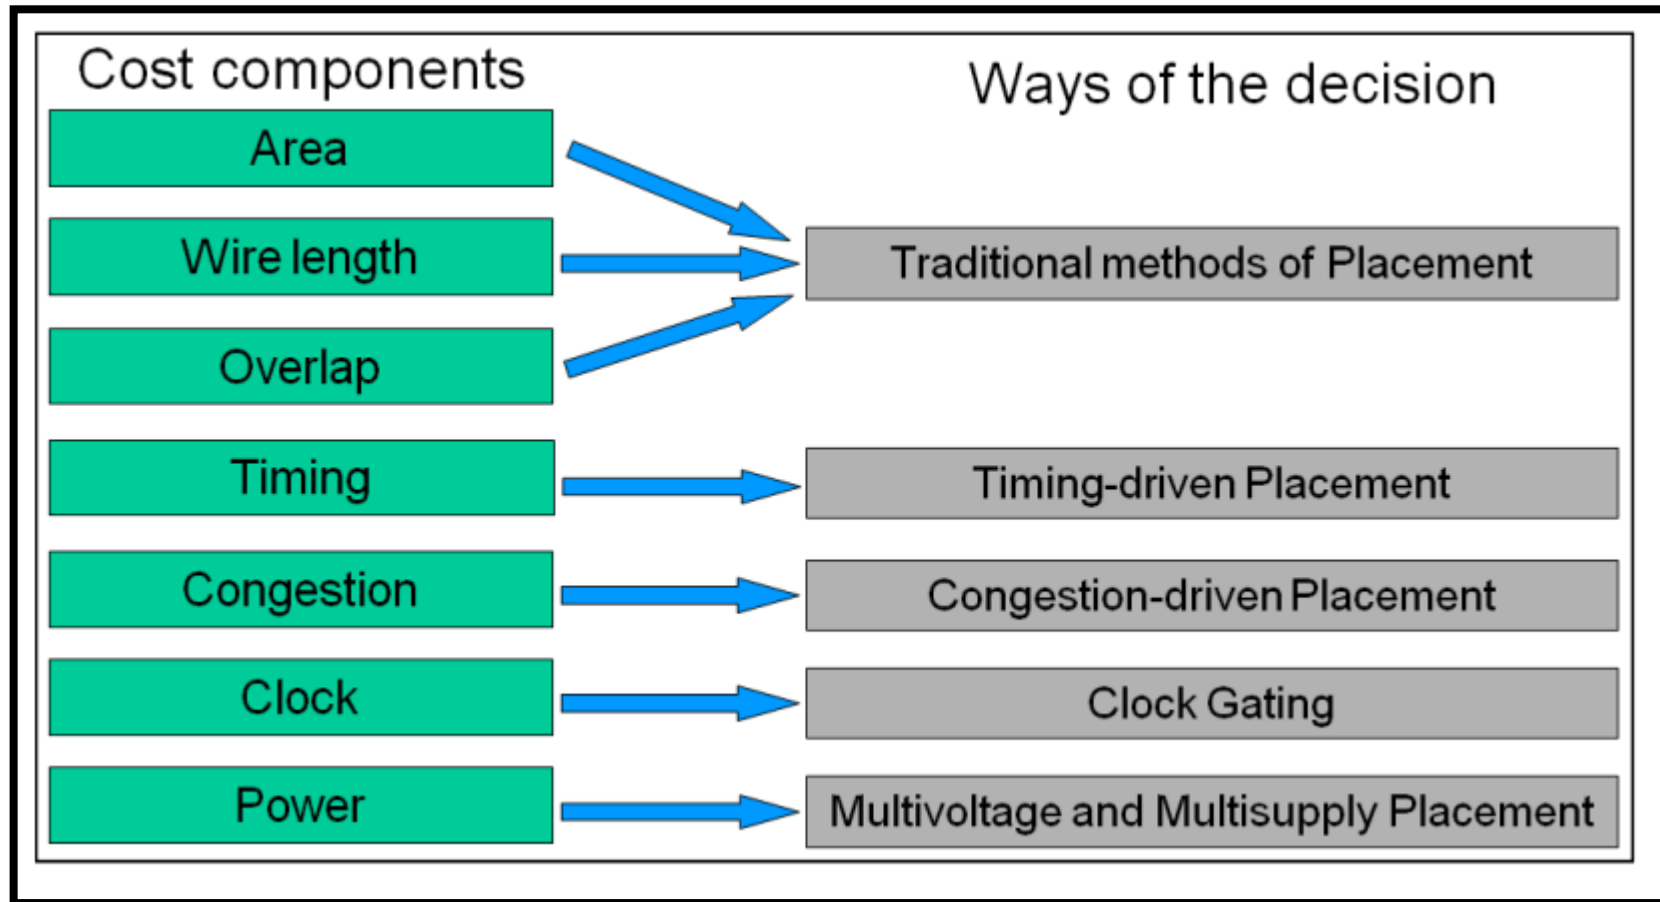 Cost components
Ways of the decision
Area
Wire length
Traditional methods of Placement
Overlap
Timing
Timing-driven Placement
Congestion
Congestion-driven Placement
Clock
Clock Gating
Power
Multivoltage and Multisupply Placement